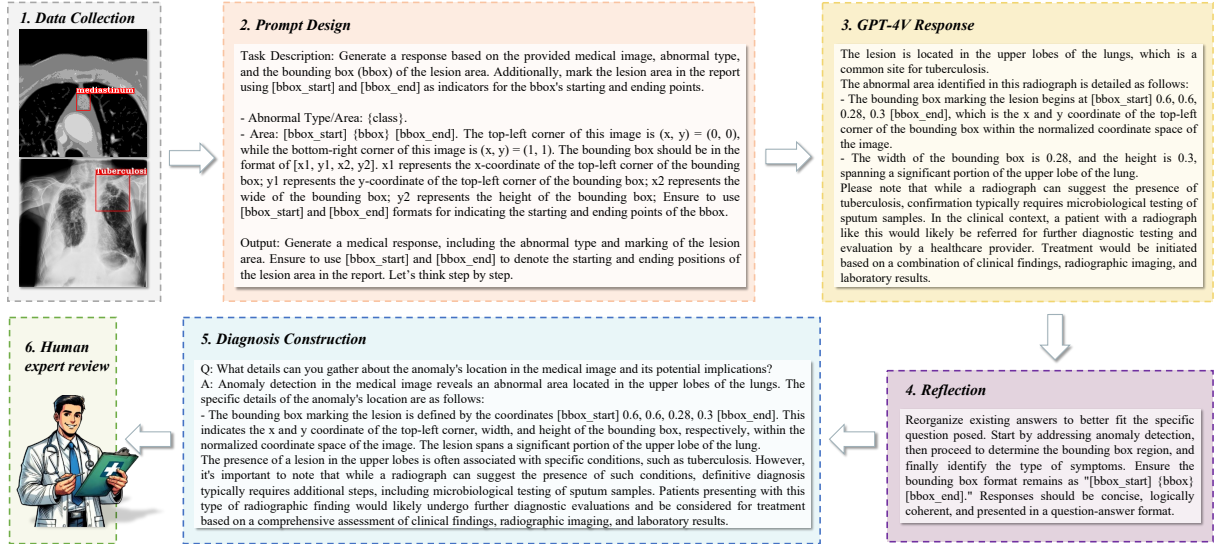 1. Data Collection
mediastinum
Tuberculosi
2. Prompt Design
Task Description: Generate a response based on the provided medical image, abnormal type,
and the bounding box (bbox) of the lesion area. Additionally, mark the lesion area in the report
using [bbox_start] and [bbox_end] as indicators for the bbox's starting and ending points.
- Abnormal Type/Area: {class}.
- Area: [bbox_start] {bbox} [bbox_end]. The top-left corner of this image is (x, y) = (0, 0),
while the bottom-right corner of this image is (x, y) = (1, 1). The bounding box should be in the
format of [x1, y1, x2, y2]. x1 represents the x-coordinate of the top-left corner of the bounding
box; y1 represents the y-coordinate of the top-left corner of the bounding box; x2 represents the
wide of the bounding box; y2 represents the height of the bounding box; Ensure to use
[bbox_start] and [bbox_end] formats for indicating the starting and ending points of the bbox.
Output: Generate a medical response, including the abnormal type and marking of the lesion
area. Ensure to use [bbox_start] and [bbox_end] to denote the starting and ending positions of
the lesion area in the report. Let's think step by step.
3. GPT-4V Response
The lesion is located in the upper lobes of the lungs, which is a
common site for tuberculosis.
The abnormal area identified in this radiograph is detailed as follows:
- The bounding box marking the lesion begins at [bbox_start] 0.6, 0.6,
0.28, 0.3 [bbox_end], which is the x and y coordinate of the top-left
corner of the bounding box within the normalized coordinate space of
the image.
- The width of the bounding box is 0.28, and the height is 0.3,
spanning a significant portion of the upper lobe of the lung.
Please note that while a radiograph can suggest the presence of
tuberculosis, confirmation typically requires microbiological testing of
sputum samples. In the clinical context, a patient with a radiograph
like this would likely be referred for further diagnostic testing and
evaluation by a healthcare provider. Treatment would be initiated
based on a combination of clinical findings, radiographic imaging, and
laboratory results.
4. Reflection
Reorganize existing answers to better fit the specific
question posed. Start by addressing anomaly detection,
then proceed to determine the bounding box region, and
finally identify the type of symptoms. Ensure the
bounding box format remains as "[bbox_start] {bbox}
[bbox_end]." Responses should be concise, logically
coherent, and presented in a question-answer format.
5. Diagnosis Construction
Q: What details can you gather about the anomaly's location in the medical image and its potential implications?
A: Anomaly detection in the medical image reveals an abnormal area located in the upper lobes of the lungs. The
specific details of the anomaly's location are as follows:
- The bounding box marking the lesion is defined by the coordinates [bbox_start] 0.6, 0.6, 0.28, 0.3 [bbox_end]. This
indicates the x and y coordinate of the top-left corner, width, and height of the bounding box, respectively, within the
normalized coordinate space of the image. The lesion spans a significant portion of the upper lobe of the lung.
The presence of a lesion in the upper lobes is often associated with specific conditions, such as tuberculosis. However,
it's important to note that while a radiograph can suggest the presence of such conditions, definitive diagnosis
typically requires additional steps, including microbiological testing of sputum samples. Patients presenting with this
type of radiographic finding would likely undergo further diagnostic evaluations and be considered for treatment
based on a comprehensive assessment of clinical findings, radiographic imaging, and laboratory results.
6. Human
expert review